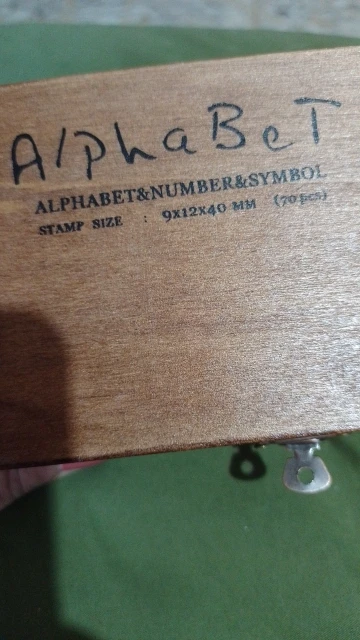 AlphaBeT
ALPHABET&NUMBER&SYMBOL
STAMP SIZE : 9x12x40 MM (70 pcs)